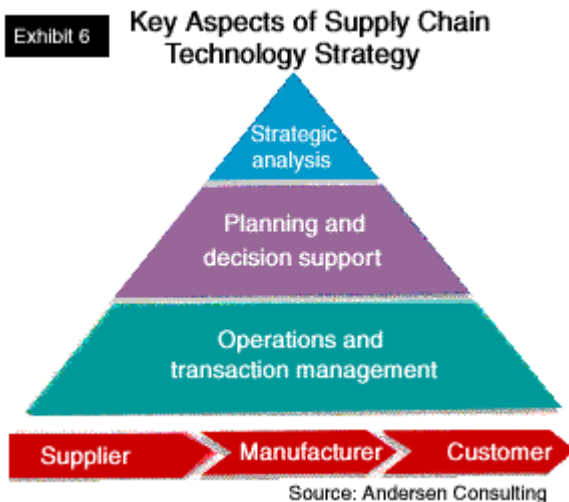 Exhibit 6
Key Aspects of Supply Chain
Technology Strategy
Strategic
analysis
Planning and
decision support
Operations and
transaction management
Supplier
Manufacturer
Customer
Source: Andersen Consulting